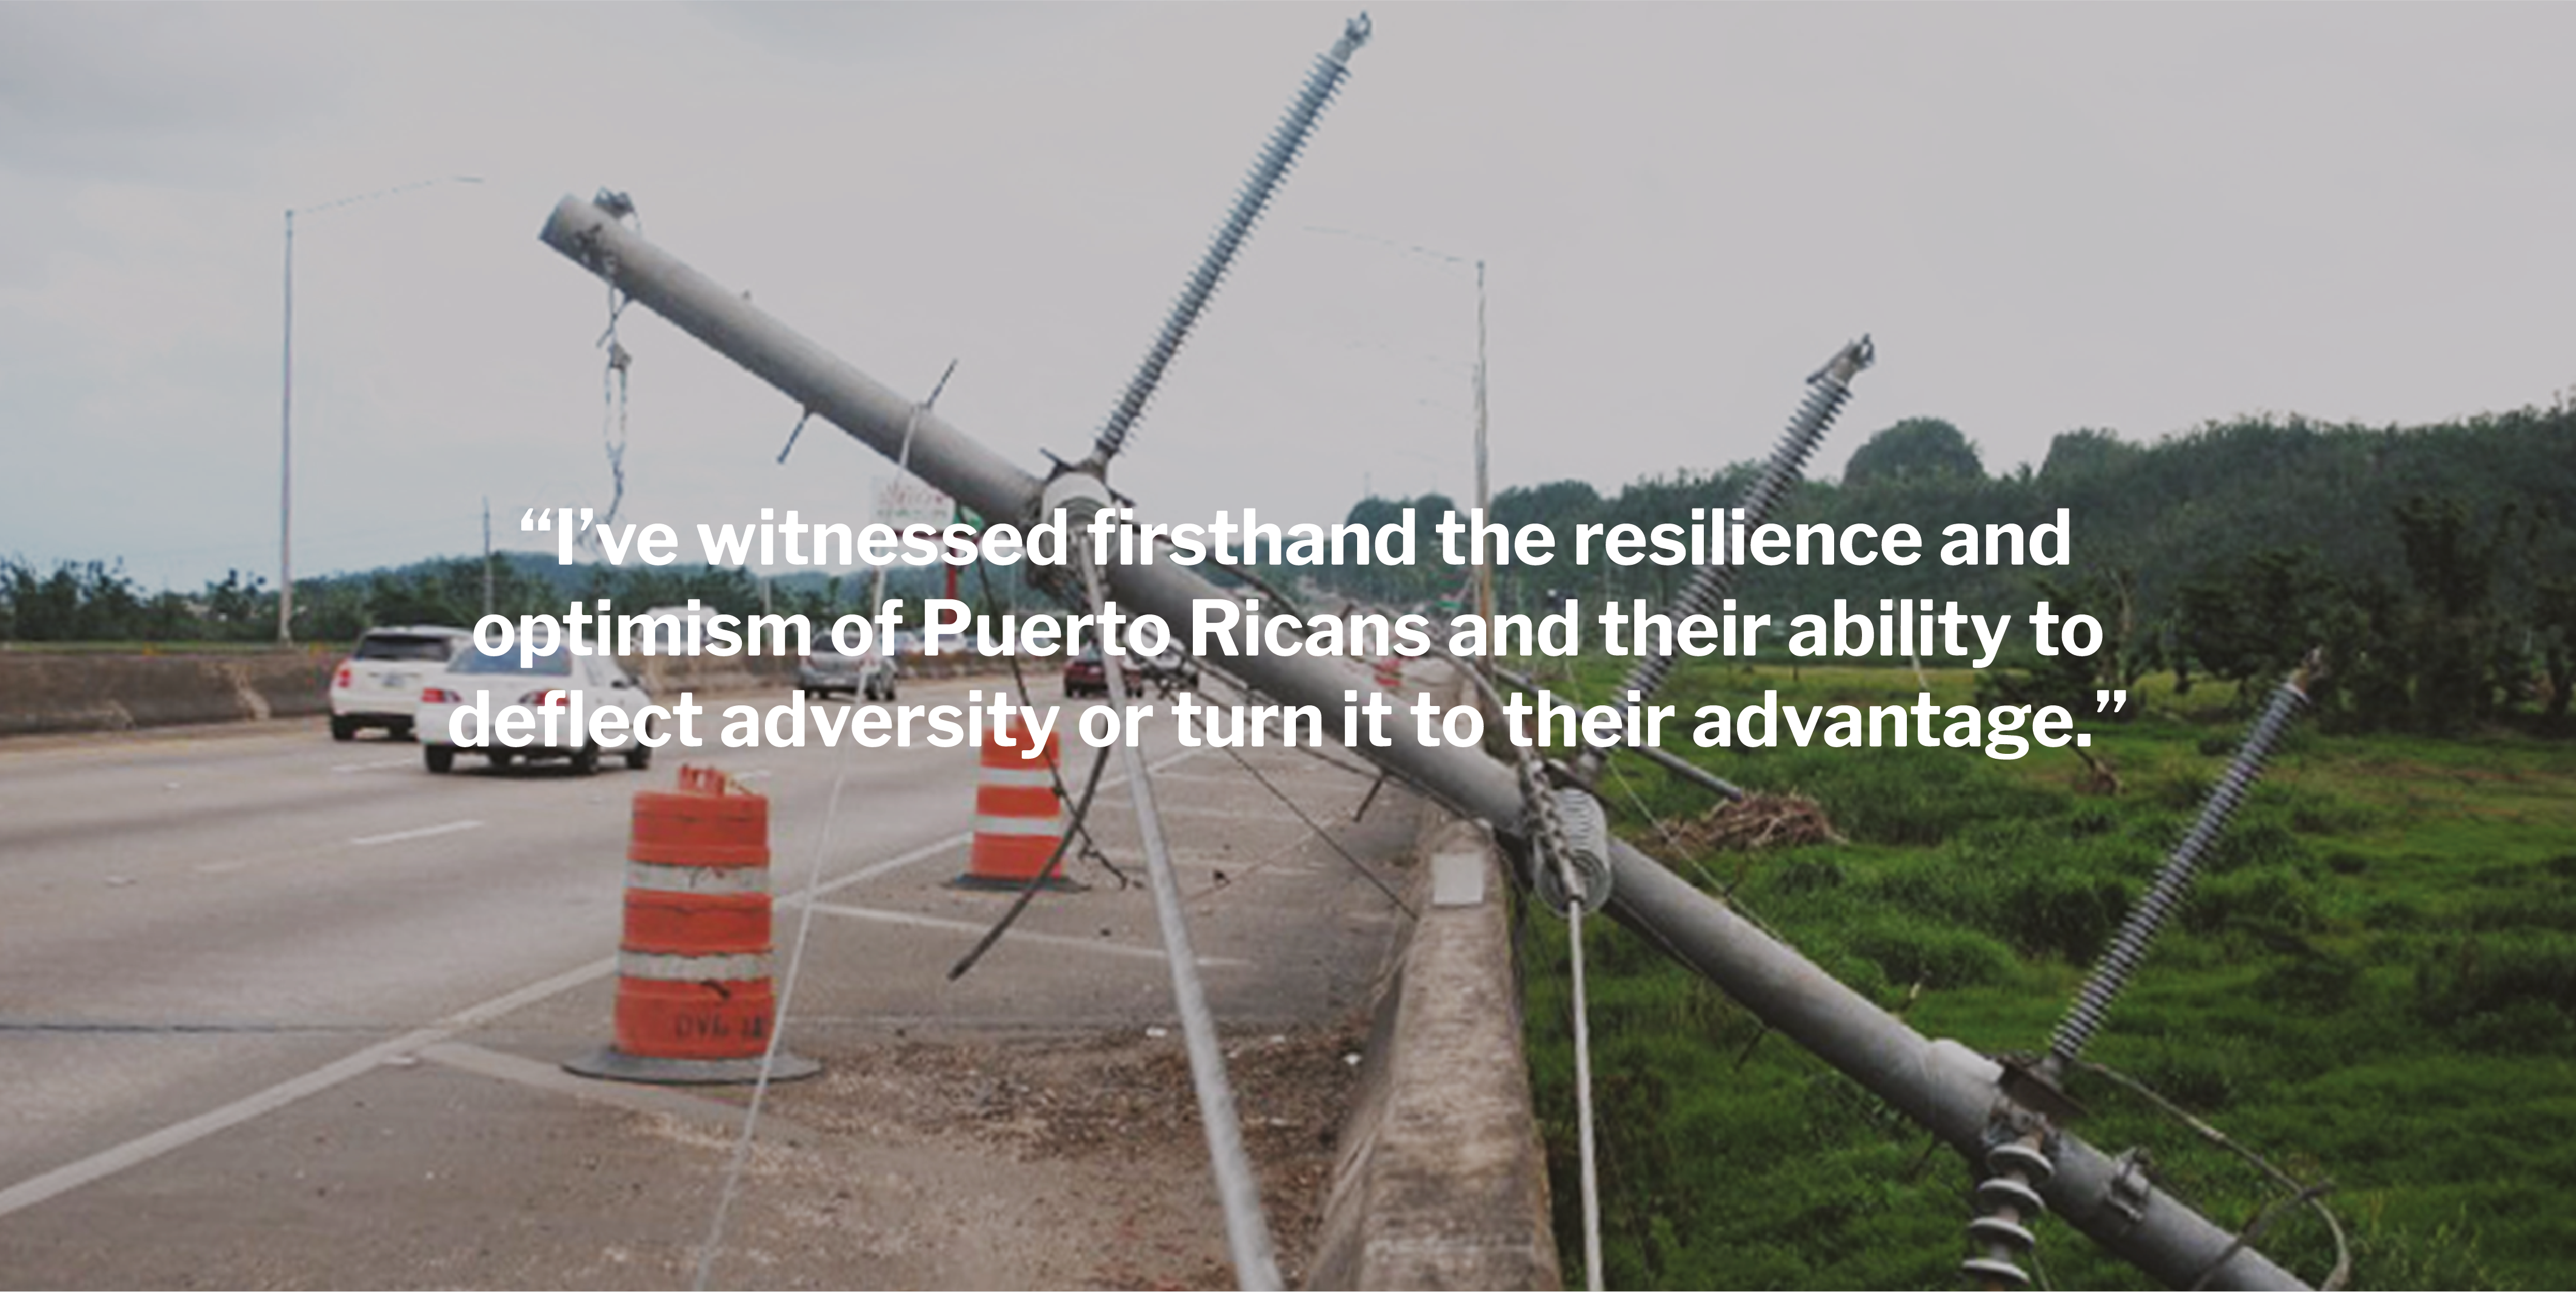 “I’ve witnessed firsthand the resilience and
optimism of Puerto Ricans and their ability to
deflect adversity or turn it to their advantage.”